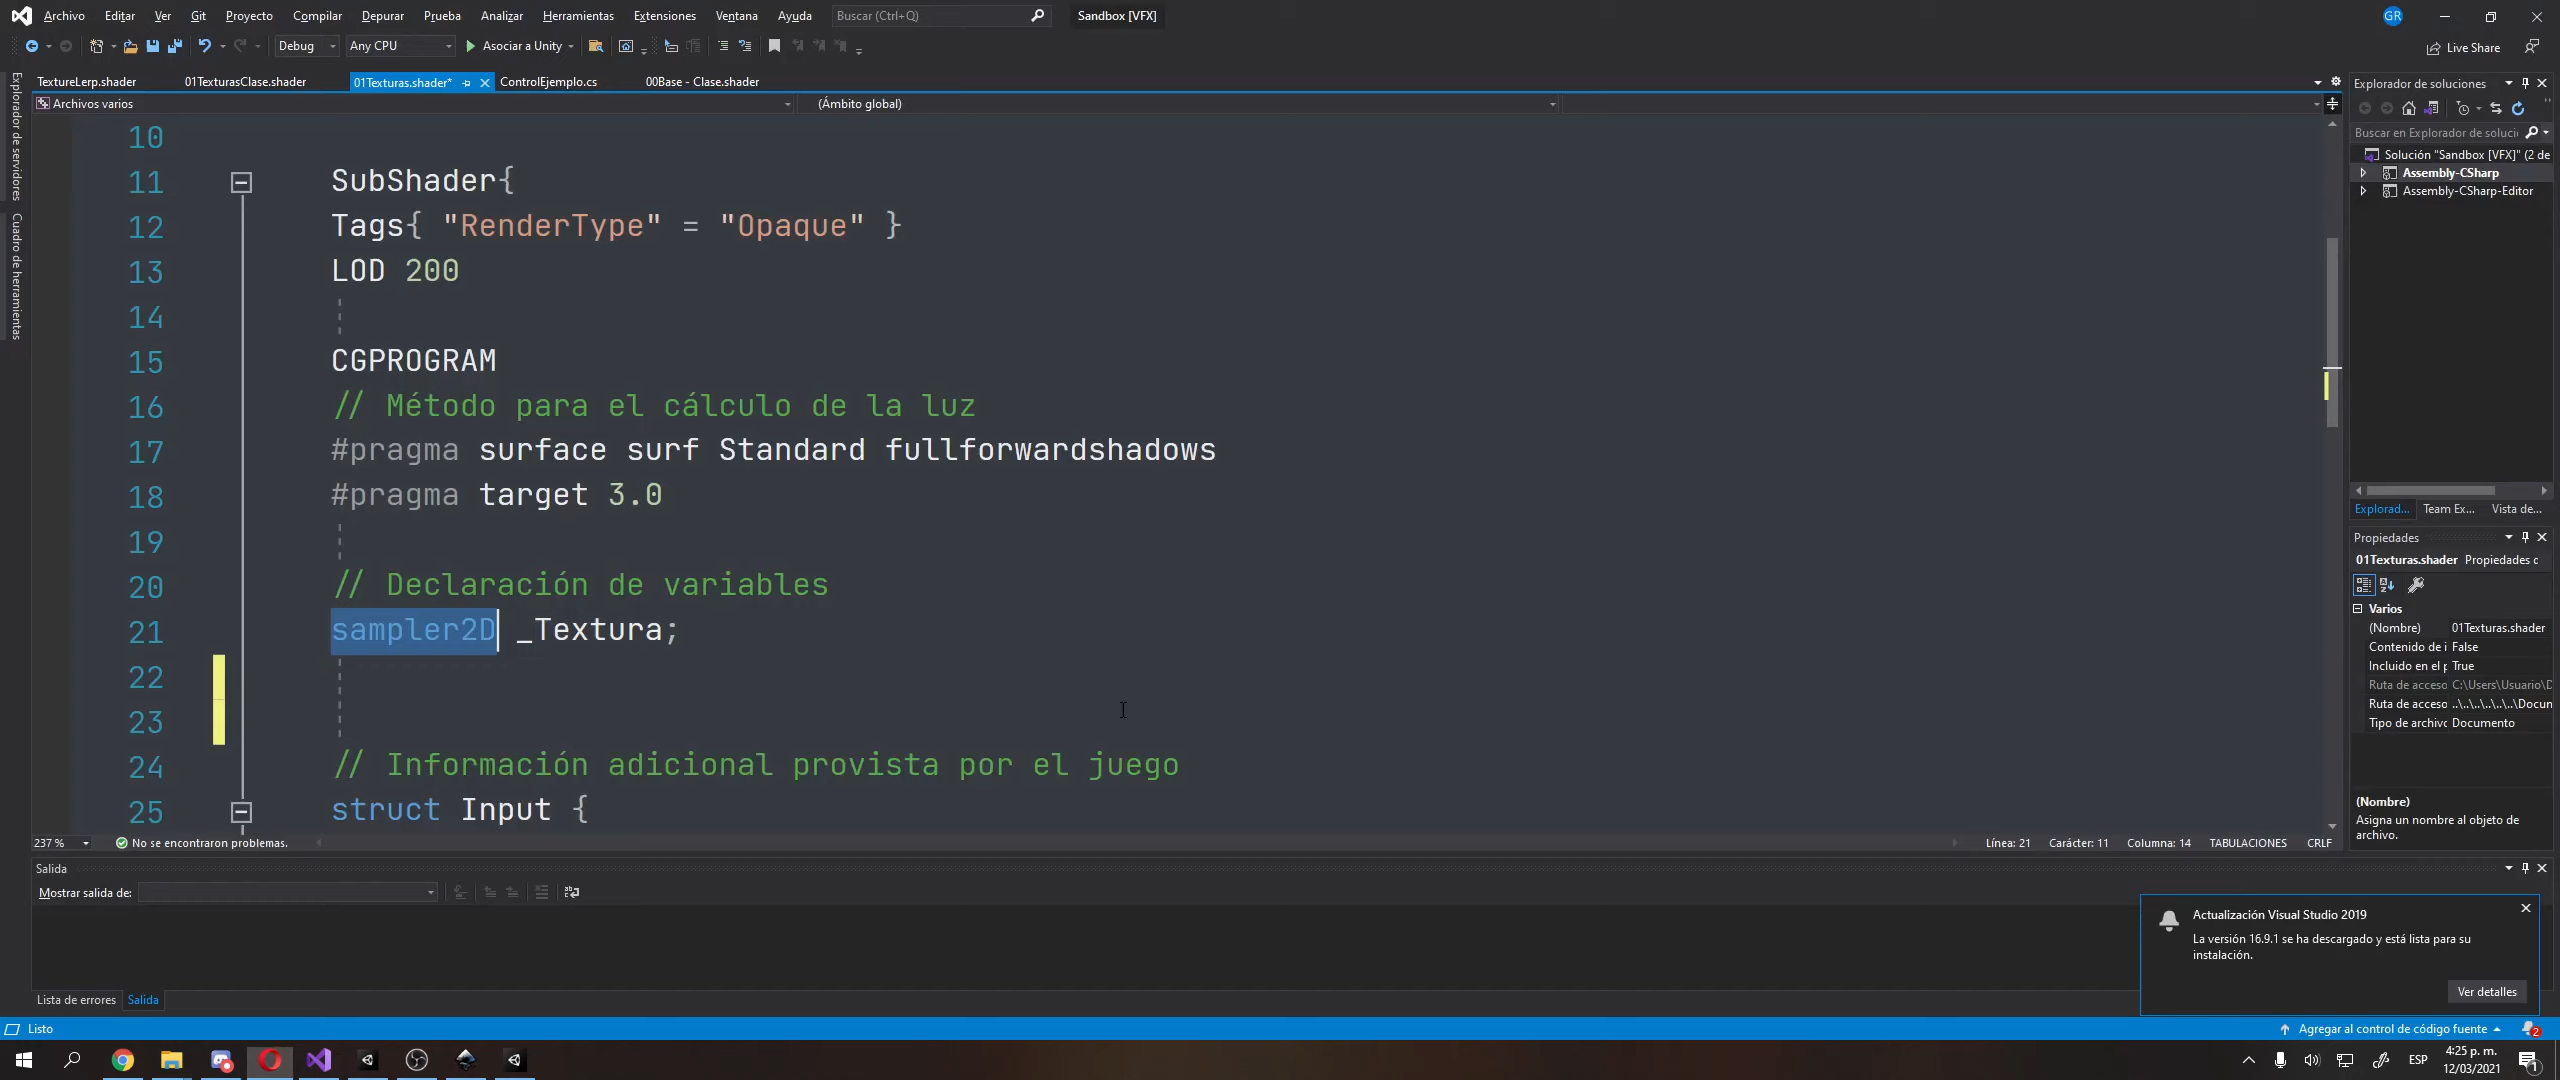 Archivo Editar Ver Git Proyecto Compilar Depurar Prueba Analizar Herramientas Extensiones Ventana Ayuda Buscar (Ctrl+Q) Sandbox [VFX] GR
Debug Any CPU Asociar a Unity Live Share
TextureLerp.shader 01TexturasClase.shader 01Texturas.shader* ControlEjemplo.cs 00Base - Clase.shader
Archivos varios (Ámbito global)
Explorador de servidores
Cuadro de herramientas
10
11 SubShader{
12 Tags{ "RenderType" = "Opaque" }
13 LOD 200
14
15 CGPROGRAM
16 // Método para el cálculo de la luz
17 #pragma surface surf Standard fullforwardshadows
18 #pragma target 3.0
19
20 // Declaración de variables
21 sampler2D _Textura;
22
23
24 // Información adicional provista por el juego
25 struct Input {
237 % No se encontraron problemas. Línea: 21 Carácter: 11 Columna: 14 TABULACIONES CRLF
Explorador de soluciones
Buscar en Explorador de soluci
Solución "Sandbox [VFX]" (2 de
Assembly-CSharp
Assembly-CSharp-Editor
Explorad... Team Ex... Vista de...
Propiedades
01Texturas.shader Propiedades d
Varios
(Nombre) 01Texturas.shader
Contenido de i False
Incluido en el p True
Ruta de acceso C:\Users\Usuario\D
Ruta de acceso ..\..\..\..\..\Docun
Tipo de archivo Documento
(Nombre)
Asigna un nombre al objeto de
archivo.
Salida
Mostrar salida de:
Lista de errores Salida
Actualización Visual Studio 2019
La versión 16.9.1 se ha descargado y está lista para su
instalación.
Ver detalles
Listo Agregar al control de código fuente 2
ESP 4:25 p. m.
12/03/2021 1